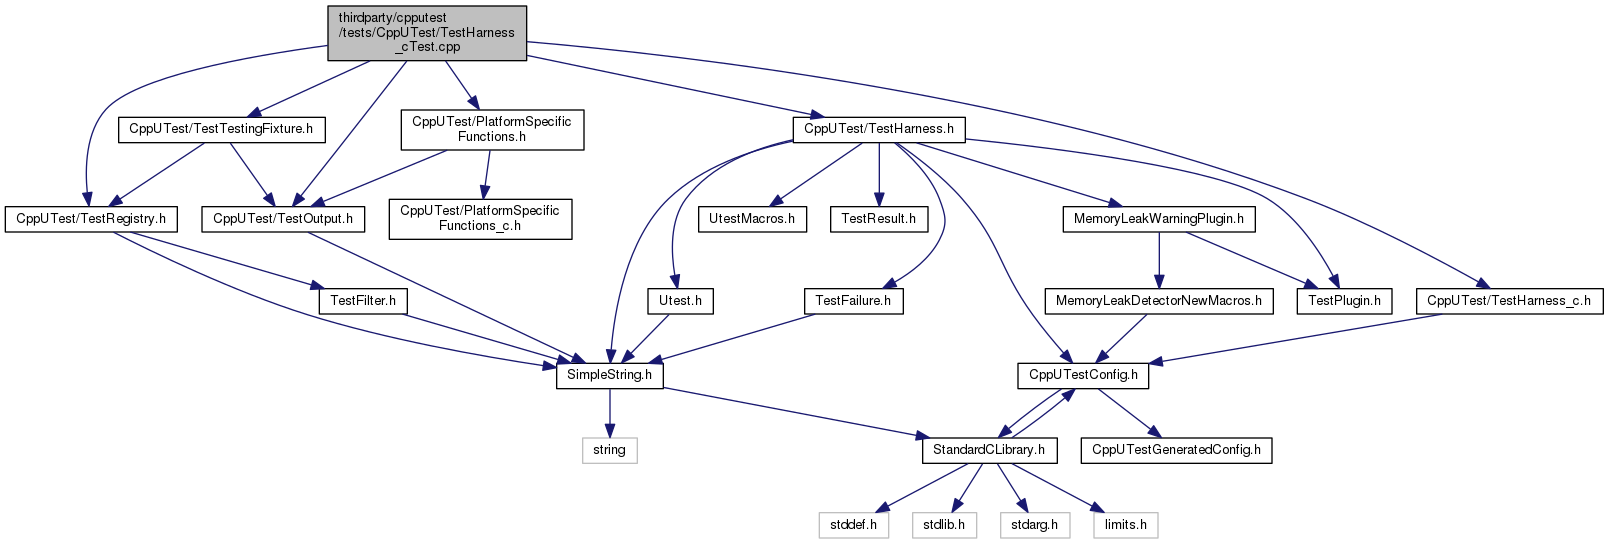 thirdparty/cpputest
/tests/CppUTest/TestHarness
_cTest.cpp
CppUTest/TestTestingFixture.h
CppUTest/PlatformSpecific
Functions.h
CppUTest/TestHarness.h
CppUTest/TestRegistry.h
CppUTest/TestOutput.h
CppUTest/PlatformSpecific
Functions_c.h
UtestMacros.h
TestResult.h
MemoryLeakWarningPlugin.h
TestFilter.h
Utest.h
TestFailure.h
MemoryLeakDetectorNewMacros.h
TestPlugin.h
CppUTest/TestHarness_c.h
SimpleString.h
CppUTestConfig.h
string
StandardCLibrary.h
CppUTestGeneratedConfig.h
stddef.h
stdlib.h
stdarg.h
limits.h